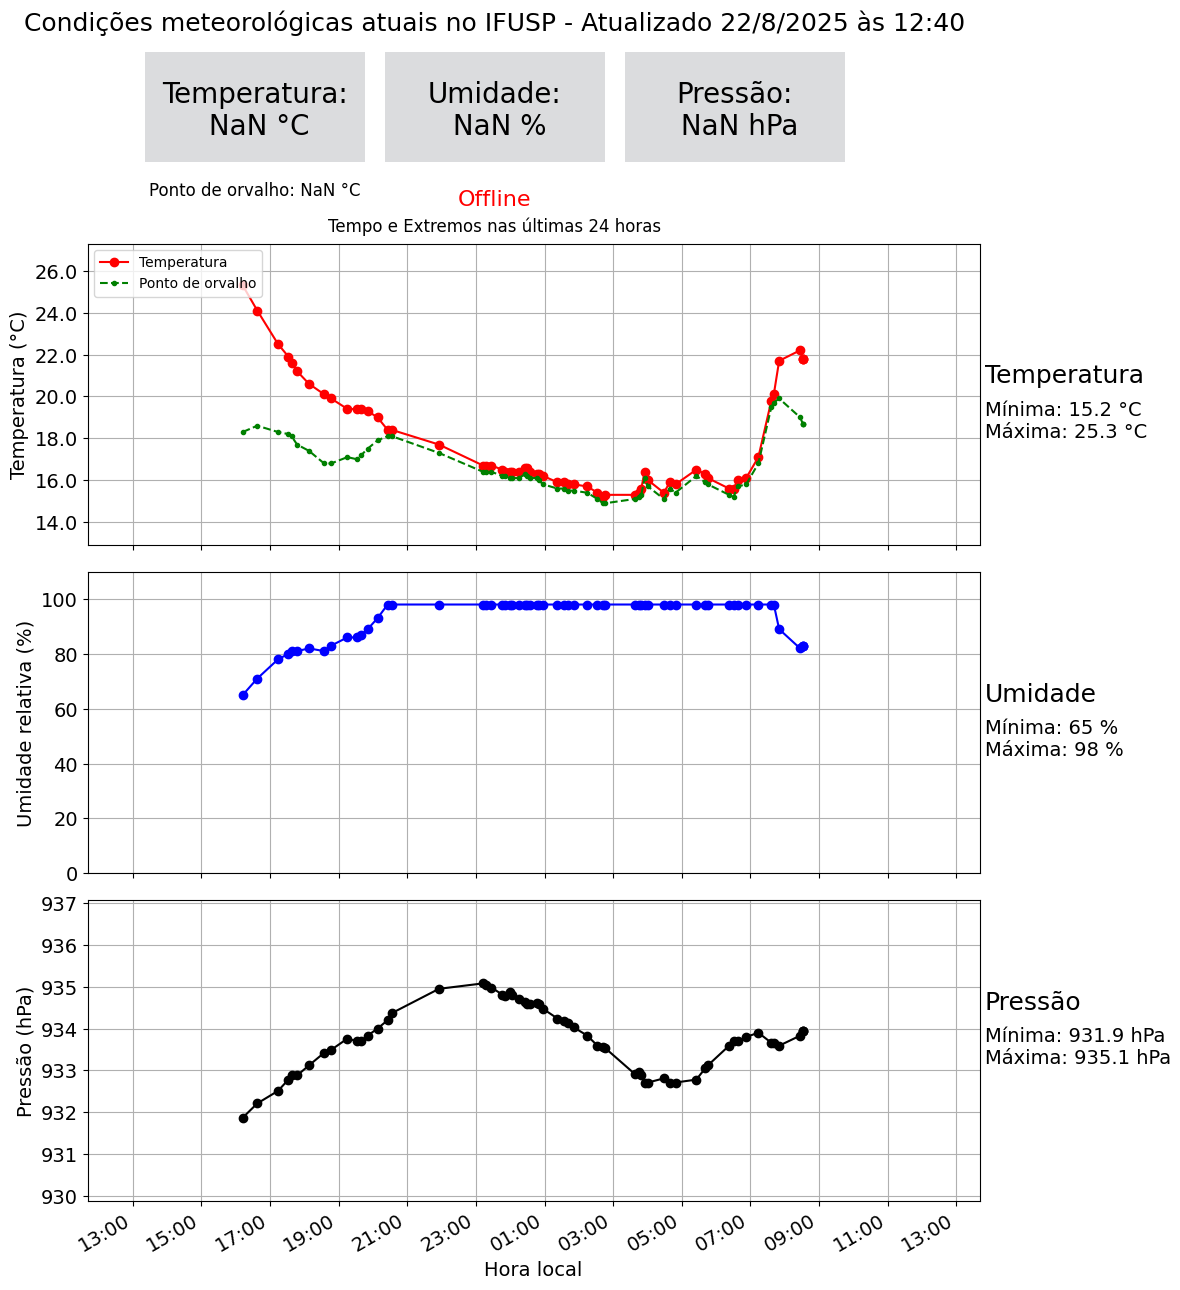 Condições meteorológicas atuais no IFUSP - Atualizado 22/8/2025 às 12:40
Temperatura:
NaN °C
Umidade:
NaN %
Pressão:
NaN hPa
Ponto de orvalho: NaN °C
Offline
Tempo e Extremos nas últimas 24 horas
Temperatura
Ponto de orvalho
Temperatura (°C)
26.0
24.0
22.0
20.0
18.0
16.0
14.0
Temperatura
Mínima: 15.2 °C
Máxima: 25.3 °C
Umidade relativa (%)
100
80
60
40
20
0
Umidade
Mínima: 65 %
Máxima: 98 %
Pressão (hPa)
937
936
935
934
933
932
931
930
Pressão
Mínima: 931.9 hPa
Máxima: 935.1 hPa
13:00
15:00
17:00
19:00
21:00
23:00
01:00
03:00
05:00
07:00
09:00
11:00
13:00
Hora local